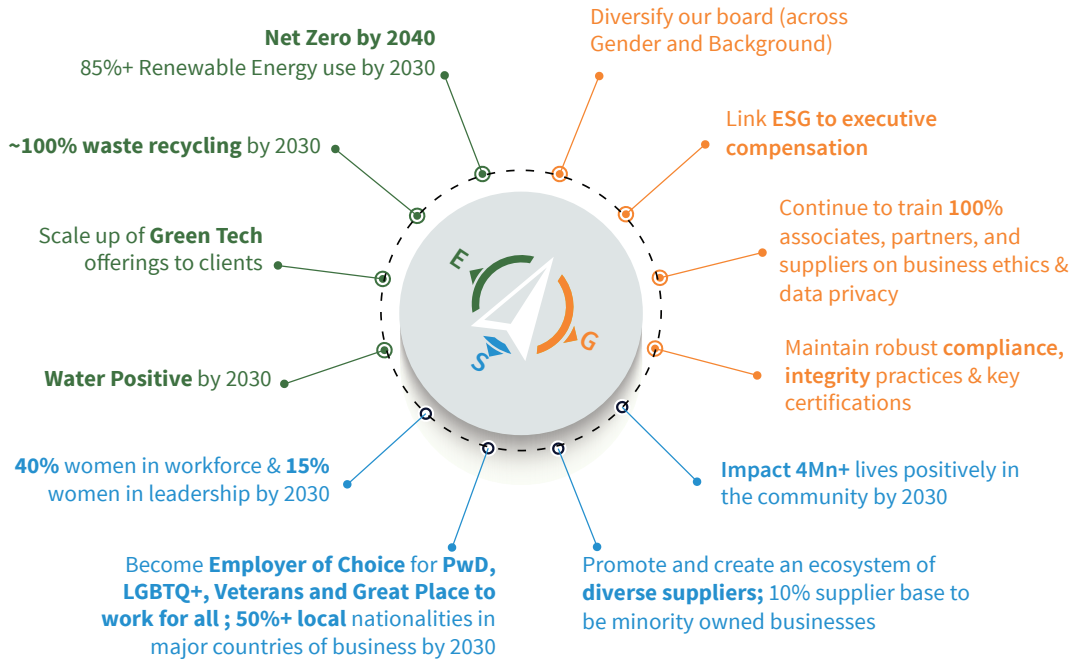 Net Zero by 2040
85%+ Renewable Energy use by 2030
~100% waste recycling by 2030
Scale up of Green Tech
offerings to clients
Water Positive by 2030
40% women in workforce & 15%
women in leadership by 2030
Become Employer of Choice for PwD,
LGBTQ+, Veterans and Great Place to
work for all ; 50%+ local nationalities in
major countries of business by 2030
Diversify our board (across
Gender and Background)
Link ESG to executive
compensation
Continue to train 100%
associates, partners, and
suppliers on business ethics &
data privacy
Maintain robust compliance,
integrity practices & key
certifications
Impact 4Mn+ lives positively in
the community by 2030
Promote and create an ecosystem of
diverse suppliers; 10% supplier base to
be minority owned businesses
E
S
G